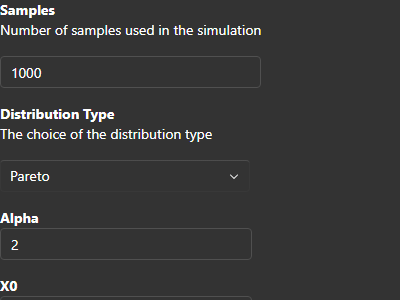 Samples
Number of samples used in the simulation
1000
Distribution Type
The choice of the distribution type
Pareto
Alpha
2
X0